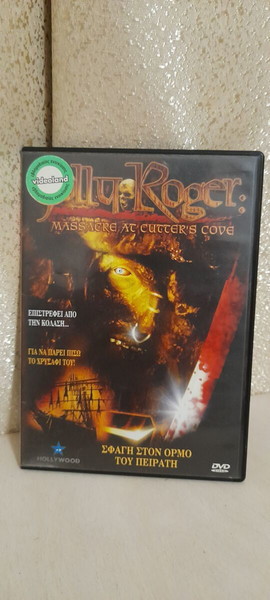 videoland
Jolly Roger:
MASSACRE AT CUTTER'S COVE
ΕΠΙΣΤΡΕΦΕΙ ΑΠΟ
ΤΗΝ ΚΟΛΑΣΗ...
ΓΙΑ ΝΑ ΠΑΡΕΙ ΠΙΣΩ
ΤΟ ΧΡΥΣΑΦΙ ΤΟΥ!
ΣΦΑΓΗ ΣΤΟΝ ΟΡΜΟ
ΤΟΥ ΠΕΙΡΑΤΗ
HOLLYWOOD
DVD